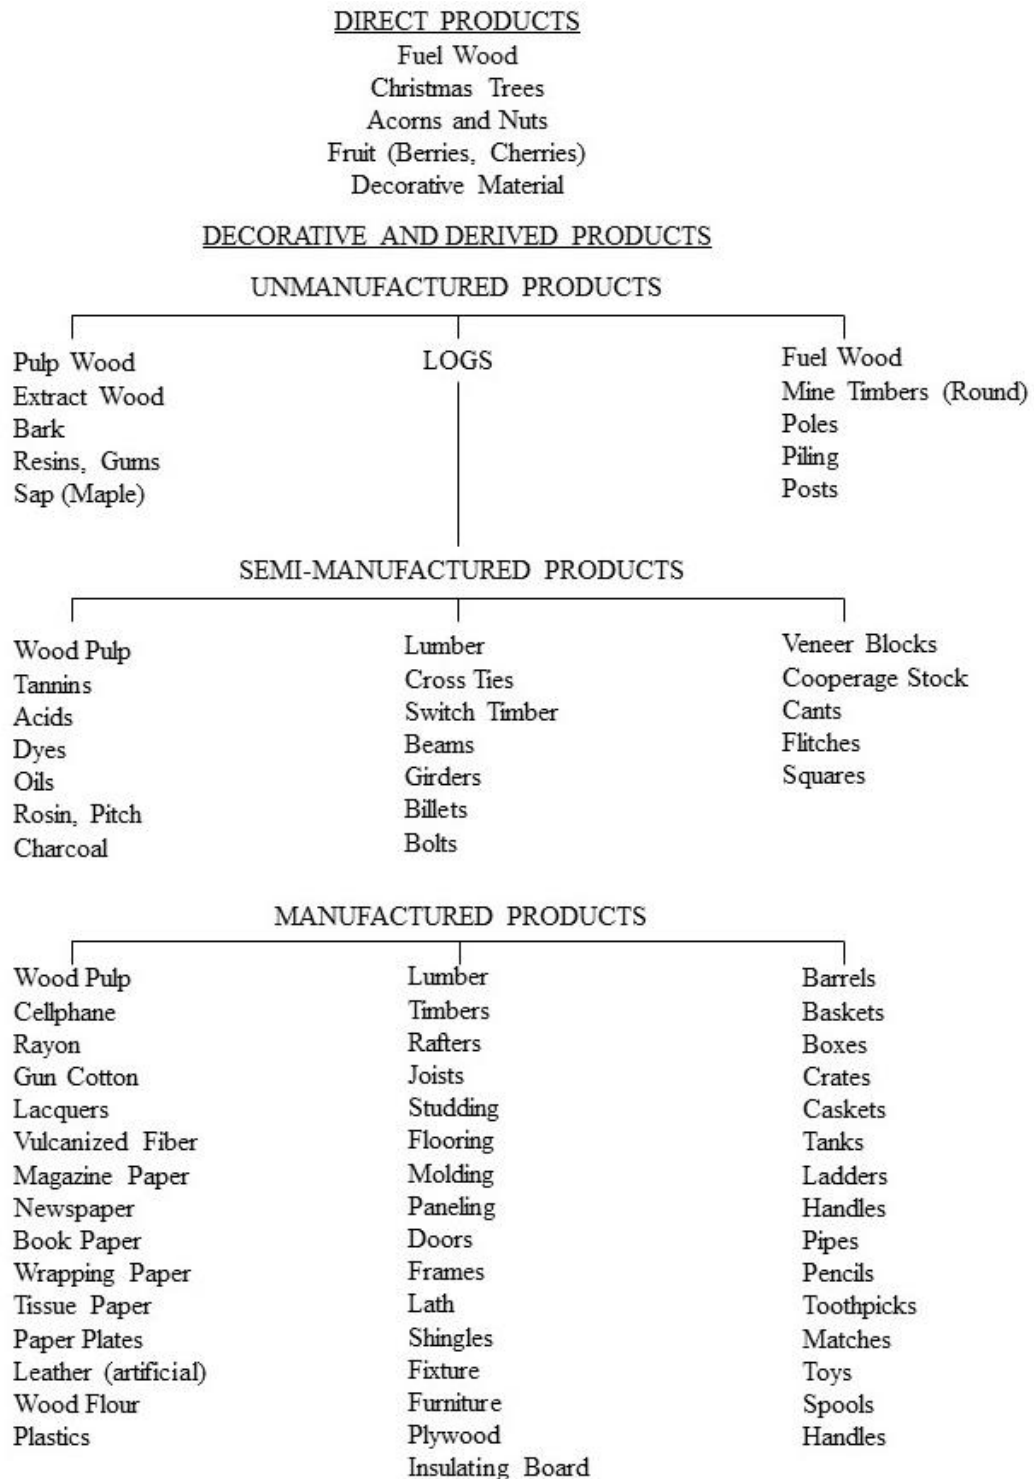 DIRECT PRODUCTS
Fuel Wood
Christmas Trees
Acorns and Nuts
Fruit (Berries, Cherries)
Decorative Material
DECORATIVE AND DERIVED PRODUCTS
UNMANUFACTURED PRODUCTS
Pulp Wood
Extract Wood
Bark
Resins, Gums
Sap (Maple)
LOGS
Fuel Wood
Mine Timbers (Round)
Poles
Piling
Posts
SEMI-MANUFACTURED PRODUCTS
Wood Pulp
Tannins
Acids
Dyes
Oils
Rosin, Pitch
Charcoal
Lumber
Cross Ties
Switch Timber
Beams
Girders
Billets
Bolts
Veneer Blocks
Cooperage Stock
Cants
Flitches
Squares
MANUFACTURED PRODUCTS
Wood Pulp
Cellphane
Rayon
Gun Cotton
Lacquers
Vulcanized Fiber
Magazine Paper
Newspaper
Book Paper
Wrapping Paper
Tissue Paper
Paper Plates
Leather (artificial)
Wood Flour
Plastics
Lumber
Timbers
Rafters
Joists
Studding
Flooring
Molding
Paneling
Doors
Frames
Lath
Shingles
Fixture
Furniture
Plywood
Insulating Board
Barrels
Baskets
Boxes
Crates
Caskets
Tanks
Ladders
Handles
Pipes
Pencils
Toothpicks
Matches
Toys
Spools
Handles